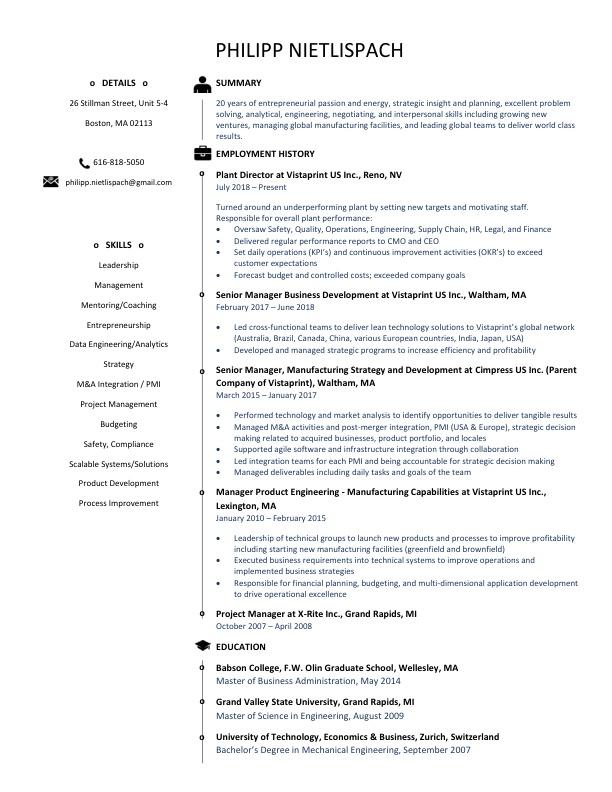 PHILIPP NIETLISPACH
o DETAILS o
26 Stillman Street, Unit 5-4
Boston, MA 02113
616-818-5050
philipp.nietlispach@gmail.com
o SKILLS o
Leadership
Management
Mentoring/Coaching
Entrepreneurship
Data Engineering/Analytics
Strategy
M&A Integration / PMI
Project Management
Budgeting
Safety, Compliance
Scalable Systems/Solutions
Product Development
Process Improvement
SUMMARY
20 years of entrepreneurial passion and energy, strategic insight and planning, excellent problem
solving, analytical, engineering, negotiating, and interpersonal skills including growing new
ventures, managing global manufacturing facilities, and leading global teams to deliver world class
results.
EMPLOYMENT HISTORY
o Plant Director at Vistaprint US Inc., Reno, NV
July 2018 – Present
Turned around an underperforming plant by setting new targets and motivating staff.
Responsible for overall plant performance:
• Oversaw Safety, Quality, Operations, Engineering, Supply Chain, HR, Legal, and Finance
• Delivered regular performance reports to CMO and CEO
• Set daily operations (KPI's) and continuous improvement activities (OKR's) to exceed
customer expectations
• Forecast budget and controlled costs; exceeded company goals
o Senior Manager Business Development at Vistaprint US Inc., Waltham, MA
February 2017 – June 2018
• Led cross-functional teams to deliver lean technology solutions to Vistaprint's global network
(Australia, Brazil, Canada, China, various European countries, India, Japan, USA)
• Developed and managed strategic programs to increase efficiency and profitability
o Senior Manager, Manufacturing Strategy and Development at Cimpress US Inc. (Parent
Company of Vistaprint), Waltham, MA
March 2015 – January 2017
• Performed technology and market analysis to identify opportunities to deliver tangible results
• Managed M&A activities and post-merger integration, PMI (USA & Europe), strategic decision
making related to acquired businesses, product portfolio, and locales
• Supported agile software and infrastructure integration through collaboration
• Led integration teams for each PMI and being accountable for strategic decision making
• Managed deliverables including daily tasks and goals of the team
o Manager Product Engineering - Manufacturing Capabilities at Vistaprint US Inc.,
Lexington, MA
January 2010 – February 2015
• Leadership of technical groups to launch new products and processes to improve profitability
including starting new manufacturing facilities (greenfield and brownfield)
• Executed business requirements into technical systems to improve operations and
implemented business strategies
• Responsible for financial planning, budgeting, and multi-dimensional application development
to drive operational excellence
o Project Manager at X-Rite Inc., Grand Rapids, MI
October 2007 – April 2008
EDUCATION
o Babson College, F.W. Olin Graduate School, Wellesley, MA
Master of Business Administration, May 2014
o Grand Valley State University, Grand Rapids, MI
Master of Science in Engineering, August 2009
o University of Technology, Economics & Business, Zurich, Switzerland
Bachelor's Degree in Mechanical Engineering, September 2007